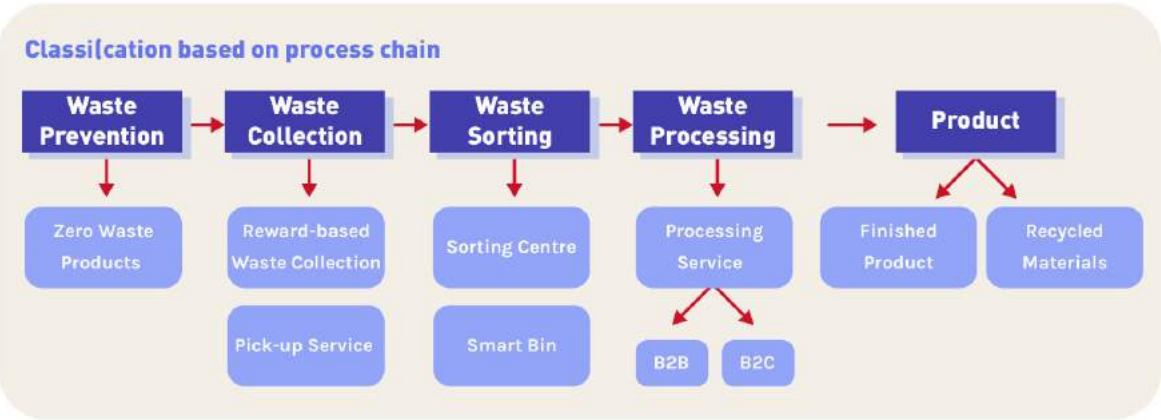 Classi(cation based on process chain
Waste
Prevention
Waste
Collection
Waste
Sorting
Waste
Processing
Product
Zero Waste
Products
Reward-based
Waste Collection
Sorting Centre
Processing
Service
Finished
Product
Recycled
Materials
Pick-up Service
Smart Bin
B2B
B2C